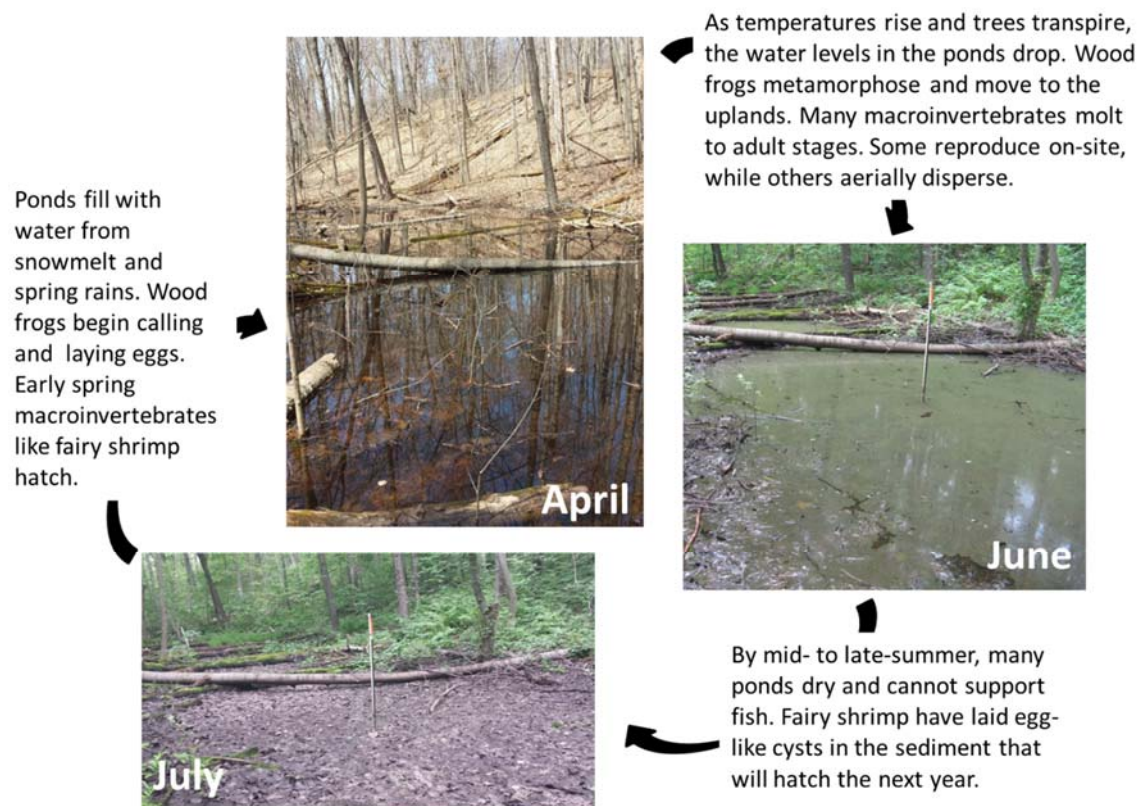 As temperatures rise and trees transpire,
the water levels in the ponds drop. Wood
frogs metamorphose and move to the
uplands. Many macroinvertebrates molt
to adult stages. Some reproduce on-site,
while others aerially disperse.
Ponds fill with
water from
snowmelt and
spring rains. Wood
frogs begin calling
and laying eggs.
Early spring
macroinvertebrates
like fairy shrimp
hatch.
April
June
July
By mid- to late-summer, many
ponds dry and cannot support
fish. Fairy shrimp have laid egg-
like cysts in the sediment that
will hatch the next year.